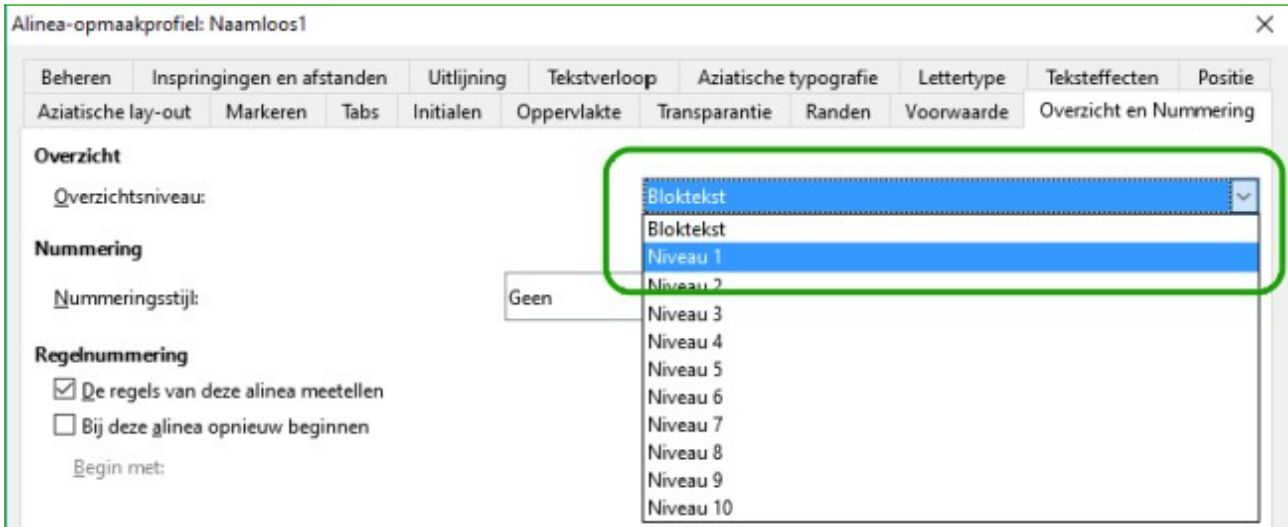 Alinea-opmaakprofiel: Naamloos1
Beheren Inspringingen en afstanden Uitlijning Tekstverloop Aziatische typografie Lettertype Teksteffecten Positie
Aziatische lay-out Markeren Tabs Initialen Oppervlakte Transparantie Randen Voorwaarde Overzicht en Nummering
Overzicht
Overzichtsniveau: Bloktekst
Bloktekst
Nummering
Niveau 1
Niveau 2
Nummeringsstijl: Geen
Niveau 3
Niveau 4
Regelnummering
Niveau 5
De regels van deze alinea meetellen
Niveau 6
Bij deze alinea opnieuw beginnen
Niveau 7
Niveau 8
Begin met:
Niveau 9
Niveau 10